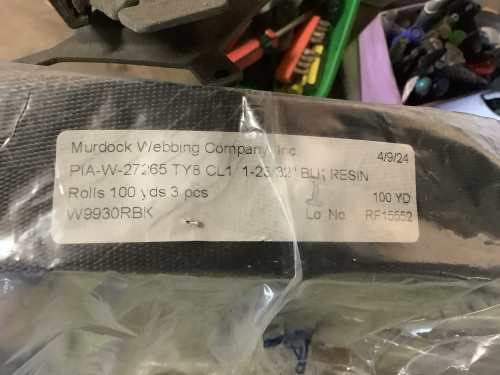 Murdock Webbing Company, Inc.
4/9/24
PIA-W-27265 TY8 CL1 1-23/32" BLK RESIN
Rolls 100 yds 3 pcs
100 YD
W9930RBK
Lo No RF15552